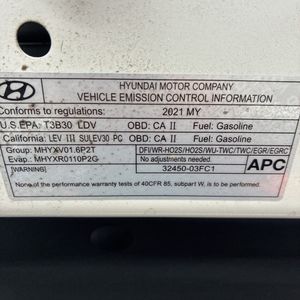 HYUNDAI MOTOR COMPANY
VEHICLE EMISSION CONTROL INFORMATION
Conforms to regulations: 2021 MY
U.S.EPA: T3B30 LDV OBD: CA II Fuel: Gasoline
California: LEV III SULEV30 PC OBD: CA II Fuel: Gasoline
Group: MHYXV01.6P2T DFI/WR-HO2S/HO2S/WU-TWC/TWC/EGR/EGRC
Evap.: MHYXR0110P2G No adjustments needed. APC
[WARNING] 32450-03FC1
None of the performance warranty tests of 40CFR 85, subpart W, is to be performed.